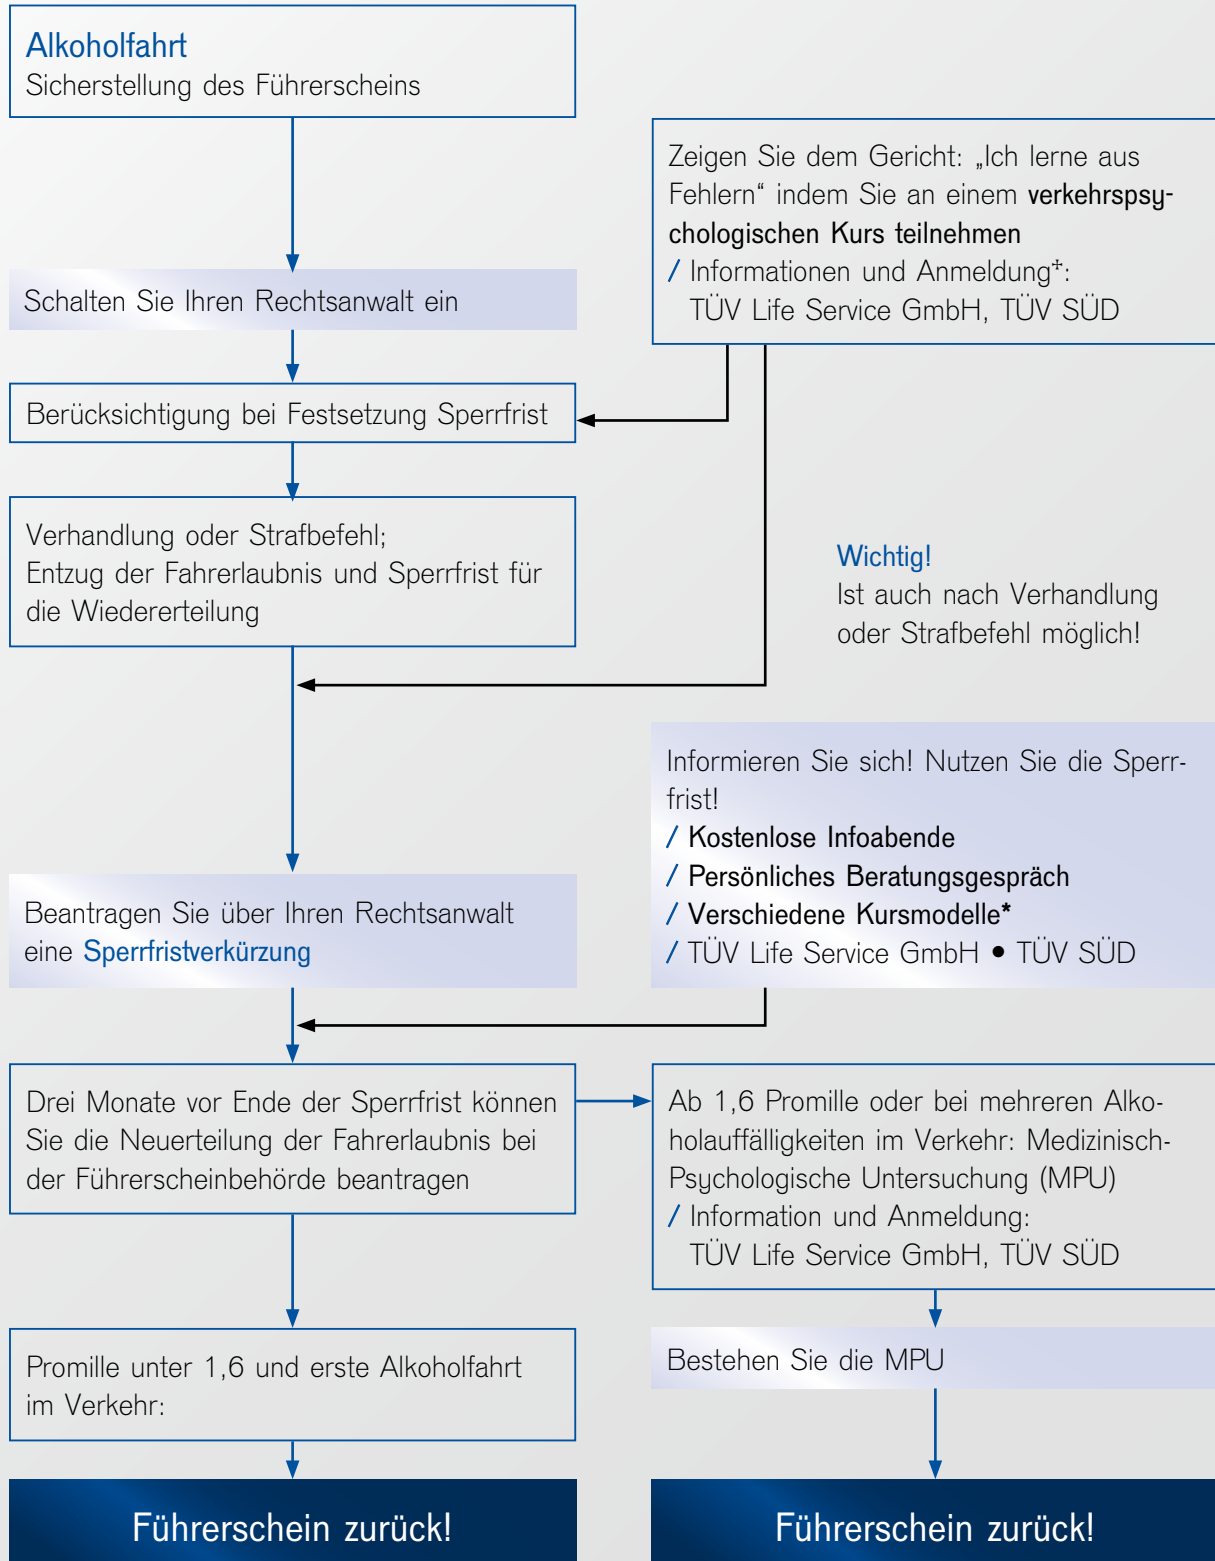 Alkoholfahrt
Sicherstellung des Führerscheins
Zeigen Sie dem Gericht: „Ich lerne aus
Fehlern“ indem Sie an einem verkehrspsy-
chologischen Kurs teilnehmen
/ Informationen und Anmeldung⁺:
TÜV Life Service GmbH, TÜV SÜD
Schalten Sie Ihren Rechtsanwalt ein
Berücksichtigung bei Festsetzung Sperrfrist
Verhandlung oder Strafbefehl;
Entzug der Fahrerlaubnis und Sperrfrist für
die Wiedererteilung
Wichtig!
Ist auch nach Verhandlung
oder Strafbefehl möglich!
Informieren Sie sich! Nutzen Sie die Sperr-
frist!
/ Kostenlose Infoabende
/ Persönliches Beratungsgespräch
/ Verschiedene Kursmodelle*
/ TÜV Life Service GmbH • TÜV SÜD
Beantragen Sie über Ihren Rechtsanwalt
eine Sperrfristverkürzung
Drei Monate vor Ende der Sperrfrist können
Sie die Neuerteilung der Fahrerlaubnis bei
der Führerscheinbehörde beantragen
Ab 1,6 Promille oder bei mehreren Alko-
holauffälligkeiten im Verkehr: Medizinisch-
Psychologische Untersuchung (MPU)
/ Information und Anmeldung:
TÜV Life Service GmbH, TÜV SÜD
Promille unter 1,6 und erste Alkoholfahrt
im Verkehr:
Bestehen Sie die MPU
Führerschein zurück!
Führerschein zurück!